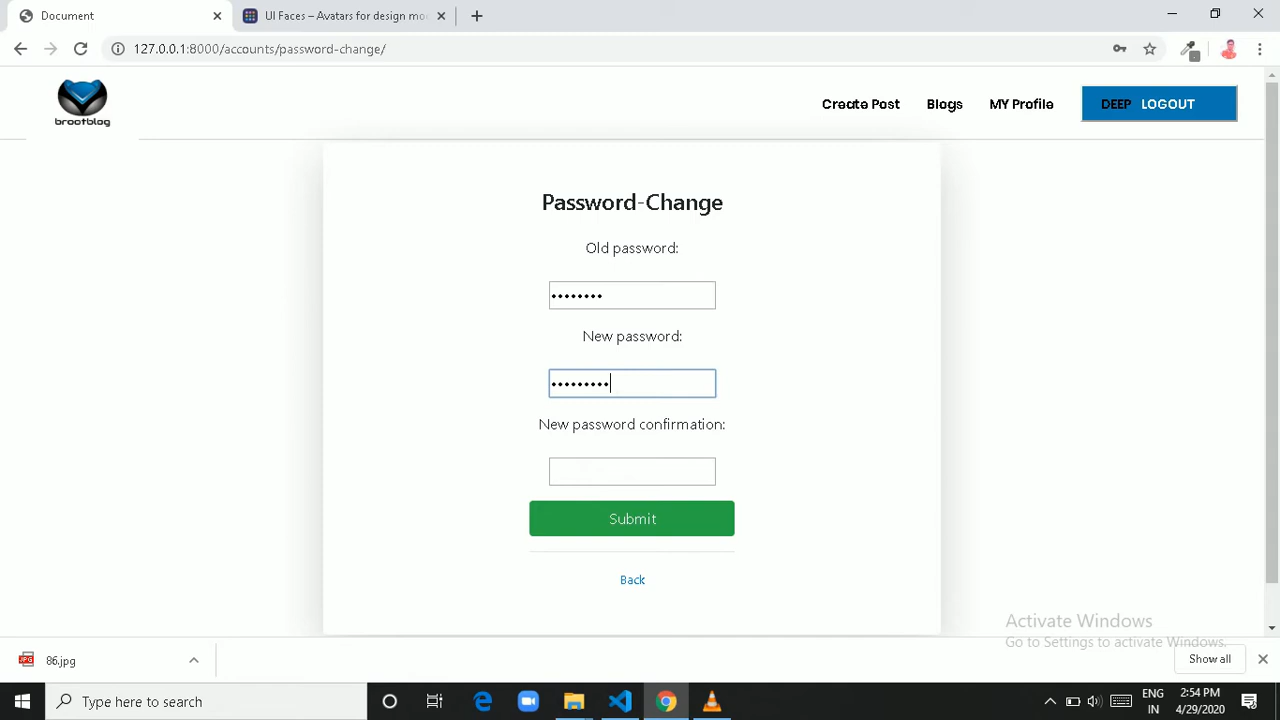 Document
UI Faces – Avatars for design mo
127.0.0.1:8000/accounts/password-change/
brootblog
Create Post
Blogs
MY Profile
DEEP LOGOUT
Password-Change
Old password:
••••••••
New password:
•••••••••
New password confirmation:
Submit
Back
Activate Windows
Go to Settings to activate Windows.
JPG
86.jpg
Show all
Type here to search
ENG
IN
2:54 PM
4/29/2020